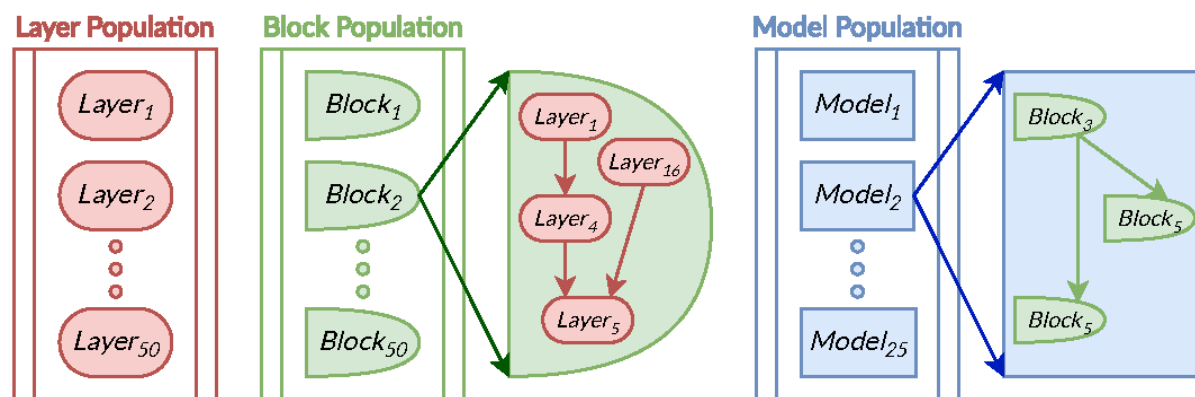 Layer Population
Layer1
Layer2
Layer50
Block Population
Block1
Block2
Block50
Layer1
Layer16
Layer4
Layer5
Model Population
Model1
Model2
Model25
Block3
Block5
Block5